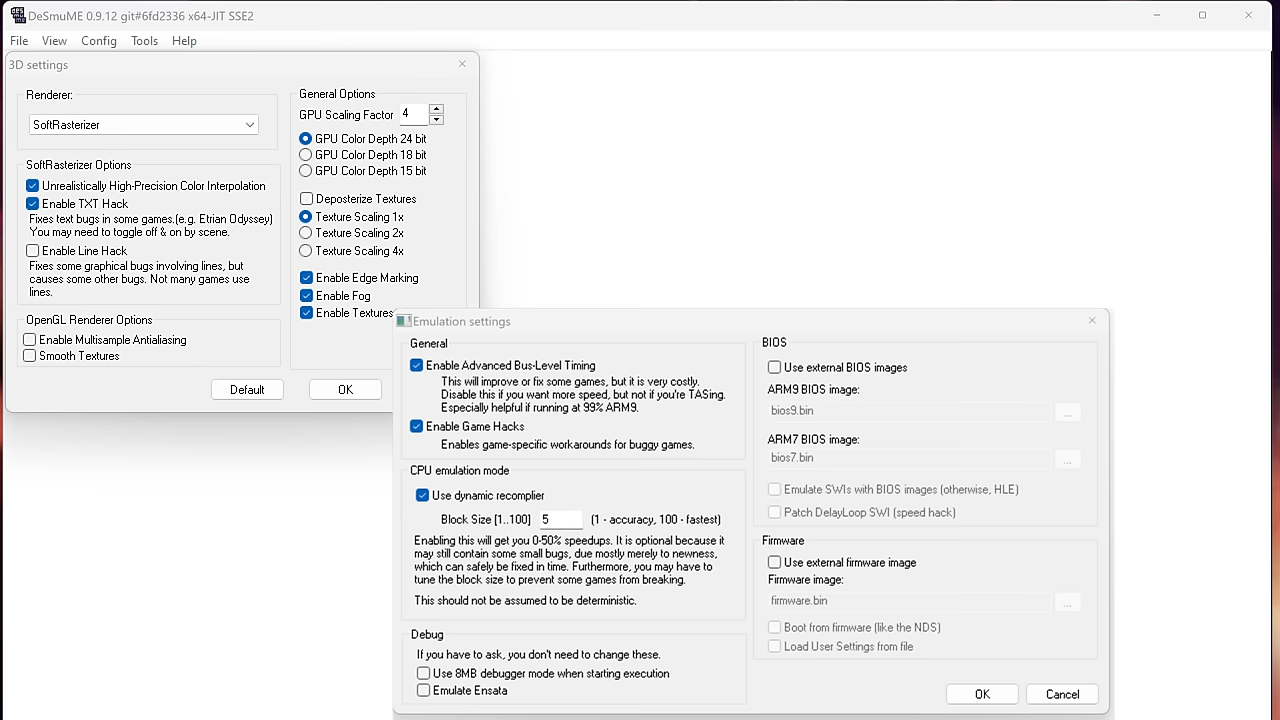 DeSmuME 0.9.12 git#6fd2336 x64-JIT SSE2
File View Config Tools Help
3D settings
Renderer:
SoftRasterizer
SoftRasterizer Options
Unrealistically High-Precision Color Interpolation
Enable TXT Hack
Fixes text bugs in some games.(e.g. Etrian Odyssey)
You may need to toggle off & on by scene.
Enable Line Hack
Fixes some graphical bugs involving lines, but
causes some other bugs. Not many games use
lines.
OpenGL Renderer Options
Enable Multisample Antialiasing
Smooth Textures
General Options
GPU Scaling Factor 4
GPU Color Depth 24 bit
GPU Color Depth 18 bit
GPU Color Depth 15 bit
Deposterize Textures
Texture Scaling 1x
Texture Scaling 2x
Texture Scaling 4x
Enable Edge Marking
Enable Fog
Enable Textures
Default OK
Emulation settings
General
Enable Advanced Bus-Level Timing
This will improve or fix some games, but it is very costly.
Disable this if you want more speed, but not if you're TASing.
Especially helpful if running at 99% ARM9.
Enable Game Hacks
Enables game-specific workarounds for buggy games.
CPU emulation mode
Use dynamic recomplier
Block Size [1..100] 5 (1 - accuracy, 100 - fastest)
Enabling this will get you 0-50% speedups. It is optional because it
may still contain some small bugs, due mostly merely to newness,
which can safely be fixed in time. Furthermore, you may have to
tune the block size to prevent some games from breaking.
This should not be assumed to be deterministic.
Debug
If you have to ask, you don't need to change these.
Use 8MB debugger mode when starting execution
Emulate Ensata
BIOS
Use external BIOS images
ARM9 BIOS image:
bios9.bin ...
ARM7 BIOS image:
bios7.bin ...
Emulate SWIs with BIOS images (otherwise, HLE)
Patch DelayLoop SWI (speed hack)
Firmware
Use external firmware image
Firmware image:
firmware.bin ...
Boot from firmware (like the NDS)
Load User Settings from file
OK Cancel